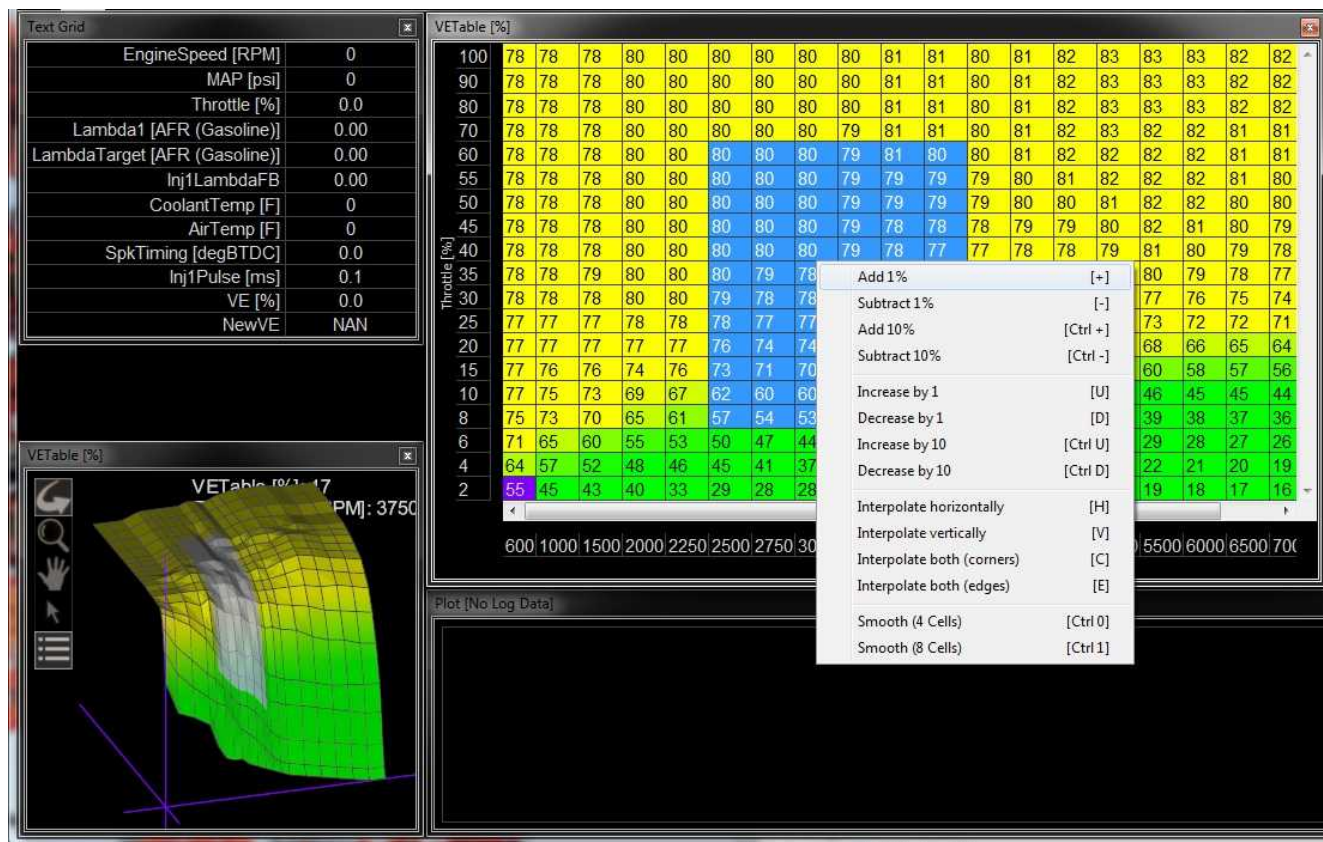 Text Grid
EngineSpeed [RPM] 0
MAP [psi] 0
Throttle [%] 0.0
Lambda1 [AFR (Gasoline)] 0.00
LambdaTarget [AFR (Gasoline)] 0.00
Inj1LambdaFB 0.00
CoolantTemp [F] 0
AirTemp [F] 0
SpkTiming [degBTDC] 0.0
Inj1Pulse [ms] 0.1
VE [%] 0.0
NewVE NAN
VETable [%]
Throttle [%]
100 78 78 78 80 80 80 80 80 80 81 81 80 81 82 83 83 83 82 82
90 78 78 78 80 80 80 80 80 80 81 81 80 81 82 83 83 83 82 82
80 78 78 78 80 80 80 80 80 80 81 81 80 81 82 83 83 83 82 82
70 78 78 78 80 80 80 80 80 79 81 81 80 81 82 83 82 82 81 81
60 78 78 78 80 80 80 80 80 79 81 80 80 81 82 82 82 82 81 81
55 78 78 78 80 80 80 80 80 79 79 79 79 80 81 82 82 82 81 80
50 78 78 78 80 80 80 80 80 79 79 79 79 80 80 81 82 82 80 80
45 78 78 78 80 80 80 80 80 79 78 78 78 79 79 80 82 81 80 79
40 78 78 78 80 80 80 80 80 79 78 77 77 78 78 79 81 80 79 78
35 78 78 79 80 80 80 79 78 80 79 78 77
30 78 78 78 80 80 79 78 78 77 76 75 74
25 77 77 77 78 78 78 77 77 73 72 72 71
20 77 77 77 77 77 76 74 74 68 66 65 64
15 77 76 76 74 76 73 71 70 60 58 57 56
10 77 75 73 69 67 62 60 60 46 45 45 44
8 75 73 70 65 61 57 54 53 39 38 37 36
6 71 65 60 55 53 50 47 44 29 28 27 26
4 64 57 52 48 46 45 41 37 22 21 20 19
2 55 45 43 40 33 29 28 28 19 18 17 16
600 1000 1500 2000 2250 2500 2750 30 5500 6000 6500 70
Add 1% [+]
Subtract 1% [-]
Add 10% [Ctrl +]
Subtract 10% [Ctrl -]
Increase by 1 [U]
Decrease by 1 [D]
Increase by 10 [Ctrl U]
Decrease by 10 [Ctrl D]
Interpolate horizontally [H]
Interpolate vertically [V]
Interpolate both (corners) [C]
Interpolate both (edges) [E]
Smooth (4 Cells) [Ctrl 0]
Smooth (8 Cells) [Ctrl 1]
VETable [%]
VETable [%]: 17
PM]: 3750
Plot [No Log Data]